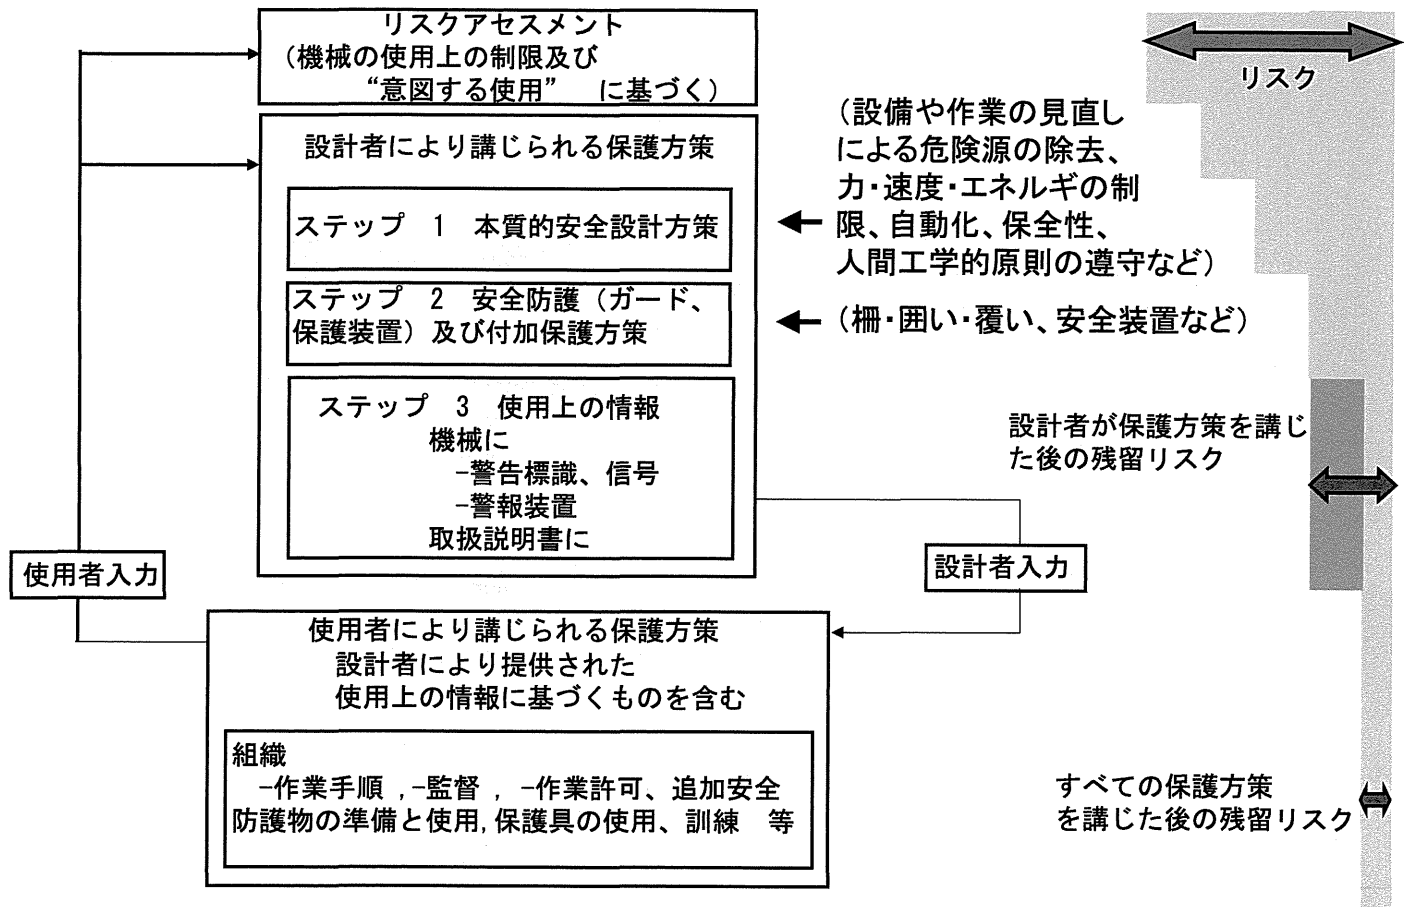 リスクアセスメント
（機械の使用上の制限及び
“意図する使用”　に基づく）
リスク
設計者により講じられる保護方策
ステップ　1　本質的安全設計方策
（設備や作業の見直し
による危険源の除去、
力・速度・エネルギの制
限、自動化、保全性、
人間工学的原則の遵守など）
ステップ　2　安全防護（ガード、
保護装置）及び付加保護方策
（柵・囲い・覆い、安全装置など）
ステップ　3　使用上の情報
機械に
-警告標識、信号
-警報装置
取扱説明書に
設計者が保護方策を講じ
た後の残留リスク
使用者入力
設計者入力
使用者により講じられる保護方策
設計者により提供された
使用上の情報に基づくものを含む
組織
-作業手順 ,-監督 , -作業許可、追加安全
防護物の準備と使用,保護具の使用、訓練　等
すべての保護方策
を講じた後の残留リスク